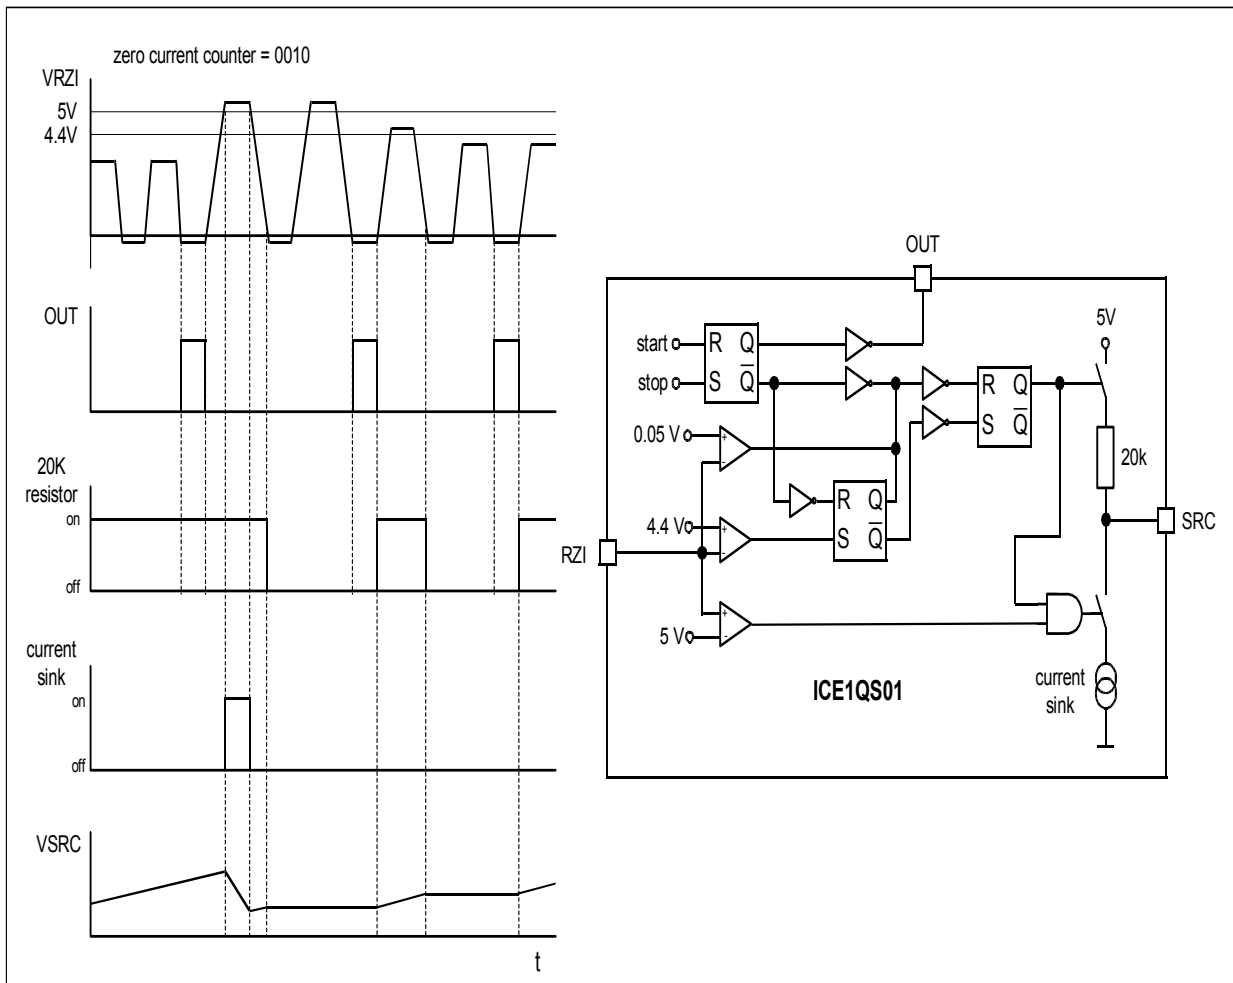 zero current counter = 0010
VRZI
5V
4.4V
OUT
20K
resistor
on
off
current
sink
on
off
VSRC
t
OUT
5V
start
R Q
stop
S Q
R Q
S Q
0.05 V
+
-
20k
R Q
4.4 V
+
-
S Q
SRC
RZI
+
5 V
-
ICE1QS01
current
sink